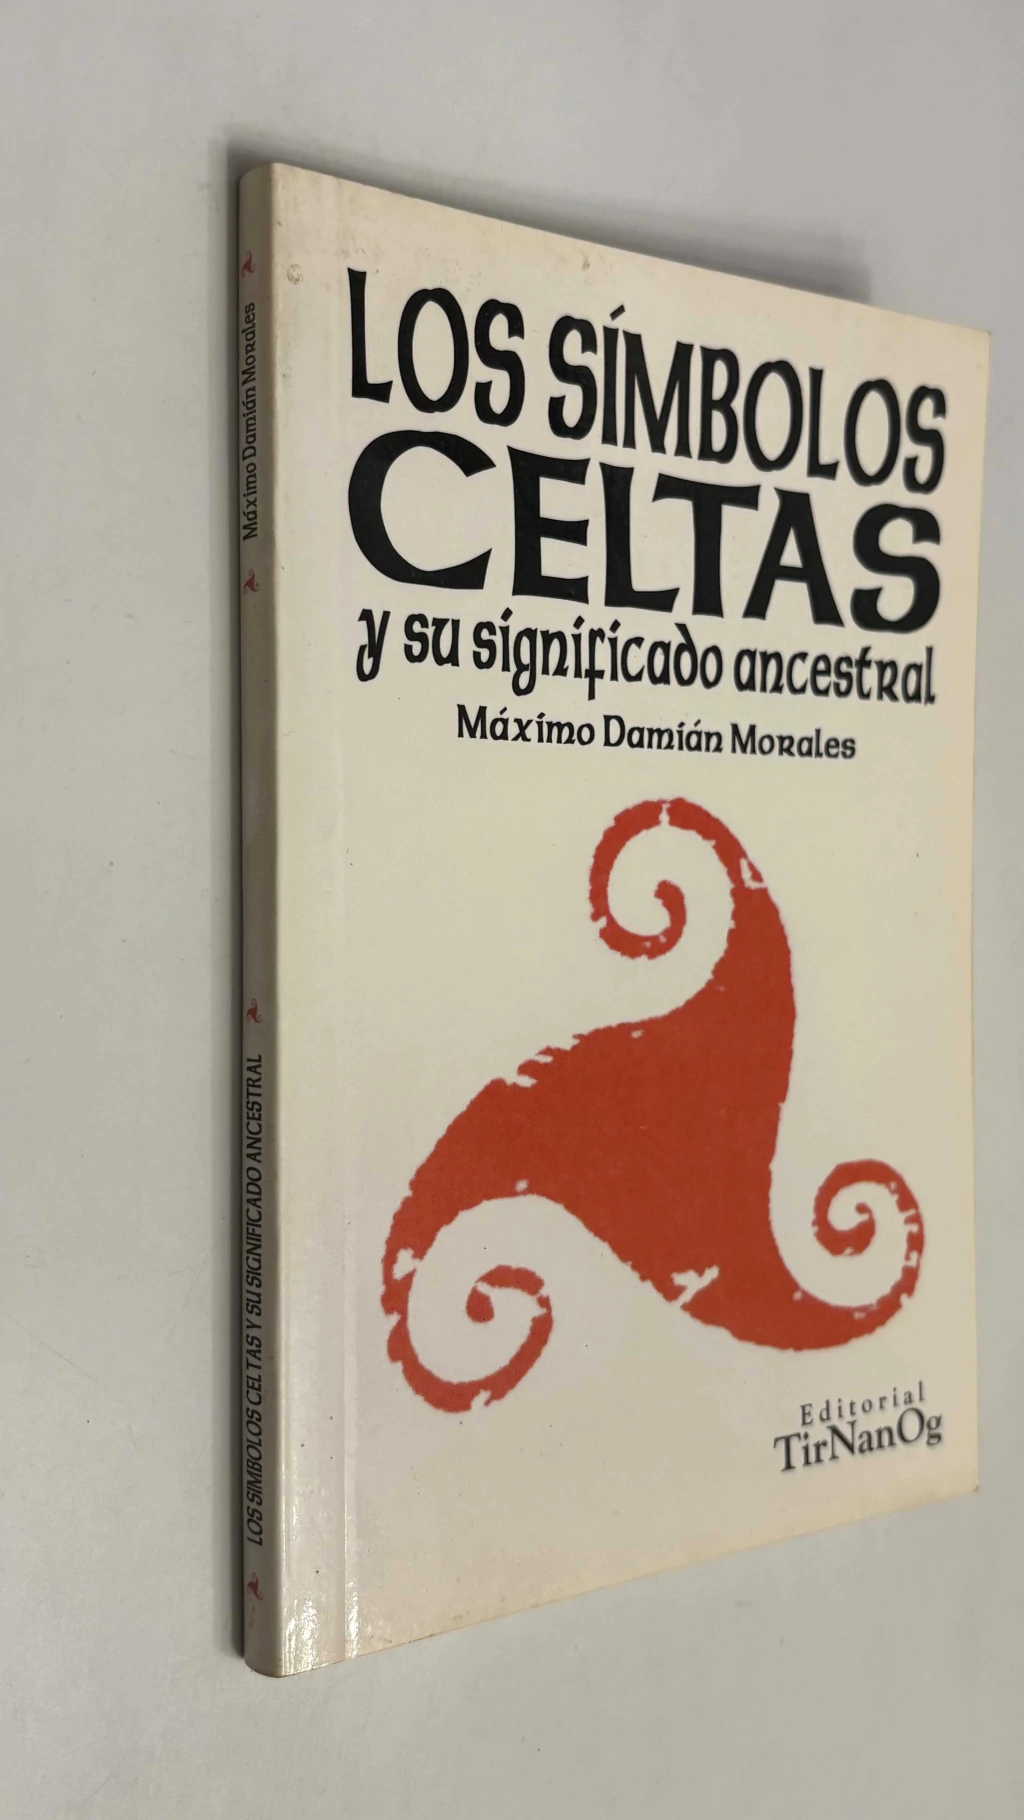 LOS SÍMBOLOS
CELTAS
y su significado ancestral
Máximo Damián Morales
Editorial
TirNanOg
Máximo Damián Morales
LOS SÍMBOLOS CELTAS Y SU SIGNIFICADO ANCESTRAL